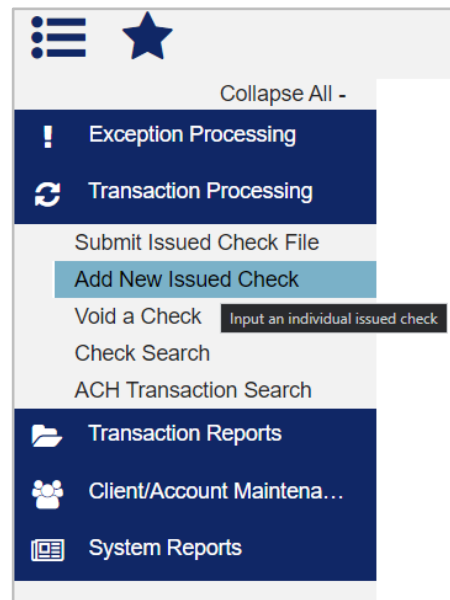 Collapse All -
Exception Processing
Transaction Processing
Submit Issued Check File
Add New Issued Check
Void a Check
Input an individual issued check
Check Search
ACH Transaction Search
Transaction Reports
Client/Account Maintena...
System Reports